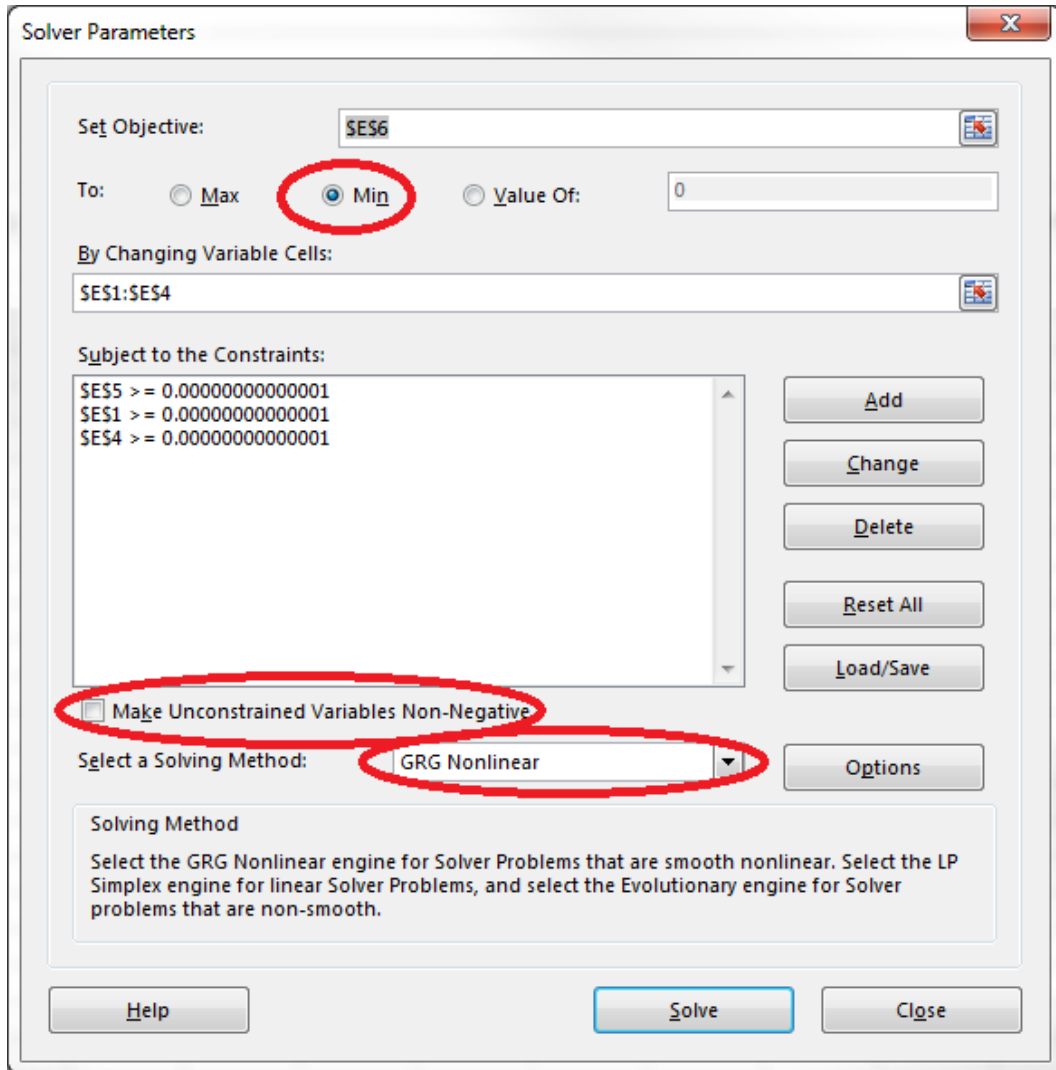 Solver Parameters
Set Objective: $E$6
To: Max Min Value Of: 0
By Changing Variable Cells:
$E$1:$E$4
Subject to the Constraints:
$E$5 >= 0.00000000000001
$E$1 >= 0.00000000000001
$E$4 >= 0.00000000000001
Add
Change
Delete
Reset All
Load/Save
Make Unconstrained Variables Non-Negative
Select a Solving Method: GRG Nonlinear Options
Solving Method
Select the GRG Nonlinear engine for Solver Problems that are smooth nonlinear. Select the LP
Simplex engine for linear Solver Problems, and select the Evolutionary engine for Solver
problems that are non-smooth.
Help Solve Close